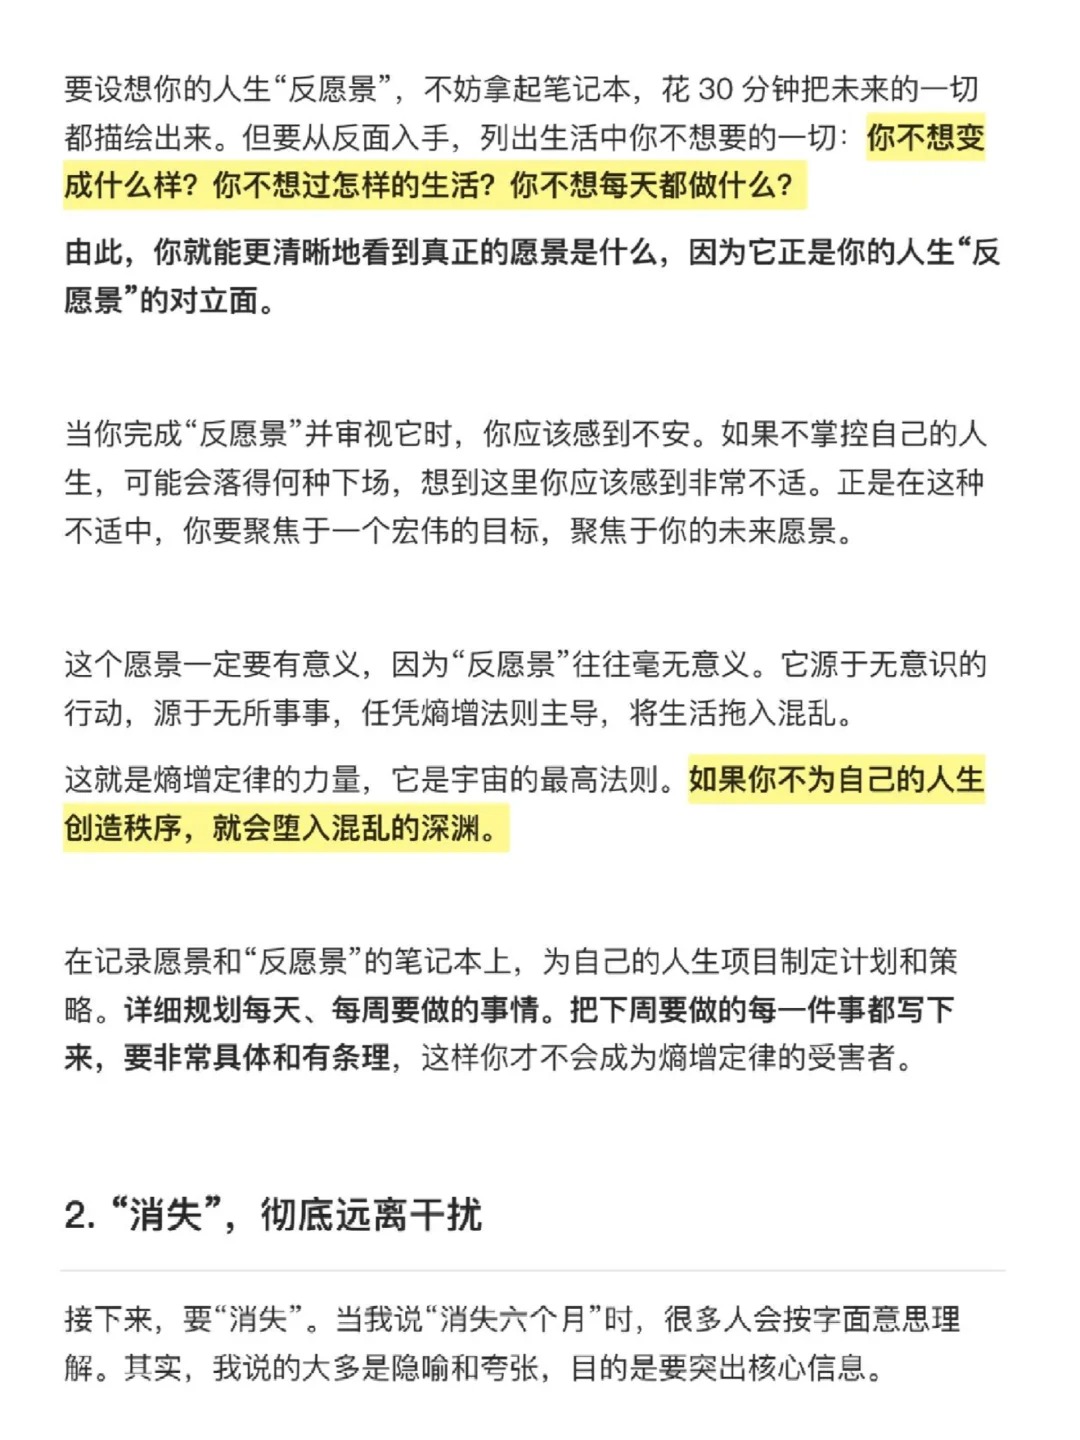 要设想你的人生“反愿景”，不妨拿起笔记本，花 30 分钟把未来的一切
都描绘出来。但要从反面入手，列出生活中你不想要的一切：你不想变
成什么样？你不想过怎样的生活？你不想每天都做什么？
由此，你就能更清晰地看到真正的愿景是什么，因为它正是你的人生“反
愿景”的对立面。
当你完成“反愿景”并审视它时，你应该感到不安。如果不掌控自己的人
生，可能会落得何种下场，想到这里你应该感到非常不适。正是在这种
不适中，你要聚焦于一个宏伟的目标，聚焦于你的未来愿景。
这个愿景一定要有意义，因为“反愿景”往往毫无意义。它源于无意识的
行动，源于无所事事，任凭熵增法则主导，将生活拖入混乱。
这就是熵增定律的力量，它是宇宙的最高法则。如果你不为自己的人生
创造秩序，就会堕入混乱的深渊。
在记录愿景和“反愿景”的笔记本上，为自己的人生项目制定计划和策
略。详细规划每天、每周要做的事情。把下周要做的每一件事都写下
来，要非常具体和有条理，这样你才不会成为熵增定律的受害者。
2. “消失”，彻底远离干扰
接下来，要“消失”。当我说“消失六个月”时，很多人会按字面意思理
解。其实，我说的大多是隐喻和夸张，目的是要突出核心信息。